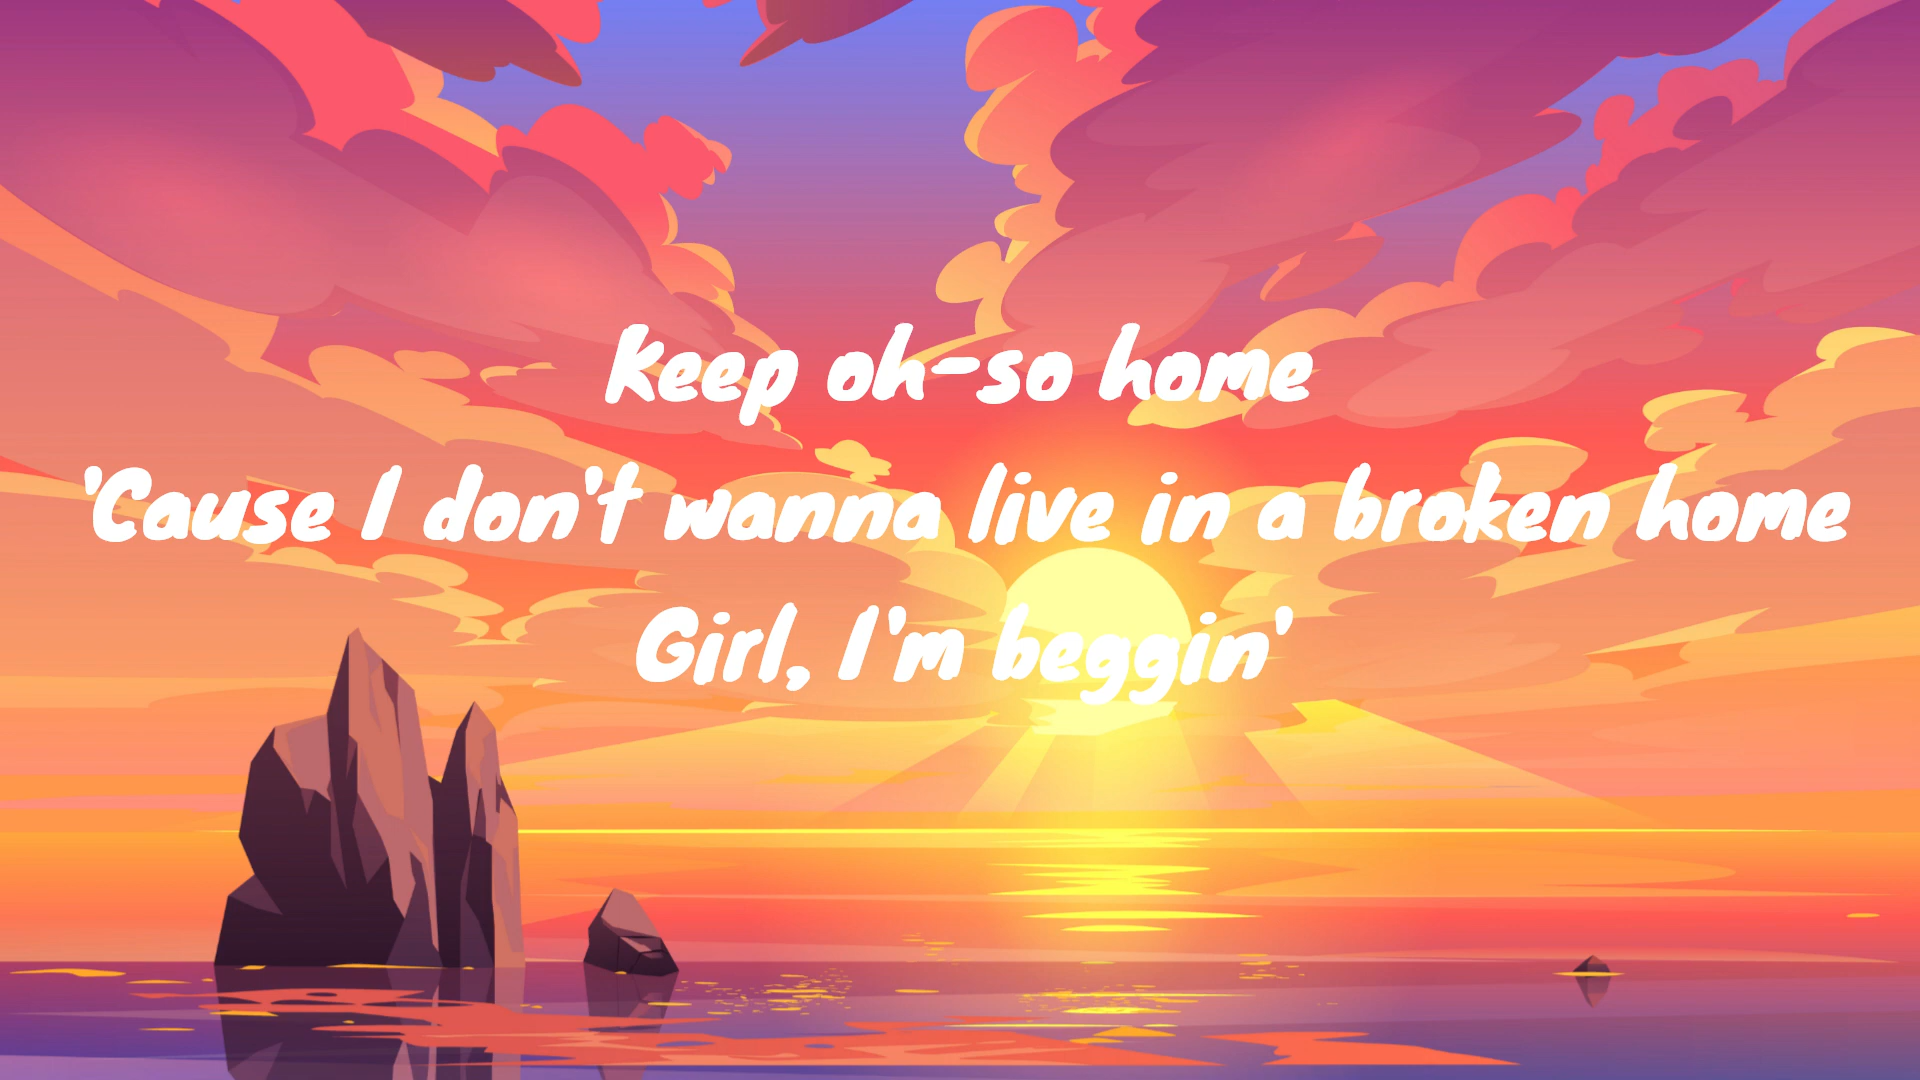 Keep oh-so home
'Cause I don't wanna live in a broken home
Girl, I'm beggin'